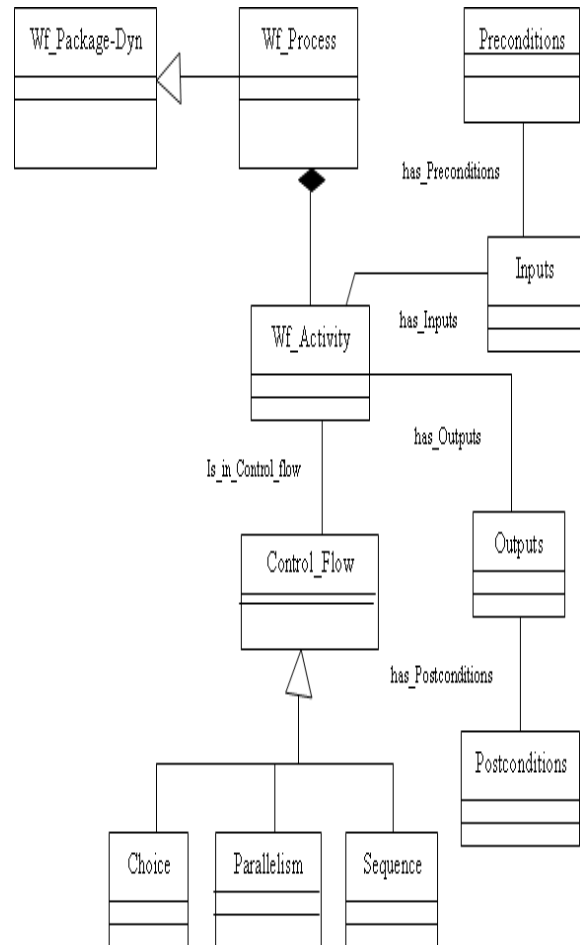 Wf_Package-Dyn
Wf_Process
Preconditions
has_Preconditions
Inputs
has_Inputs
Wf_Activity
has_Outputs
Is_in_Control_flow
Outputs
Control_Flow
has_Postconditions
Postconditions
Choice
Parallelism
Sequence